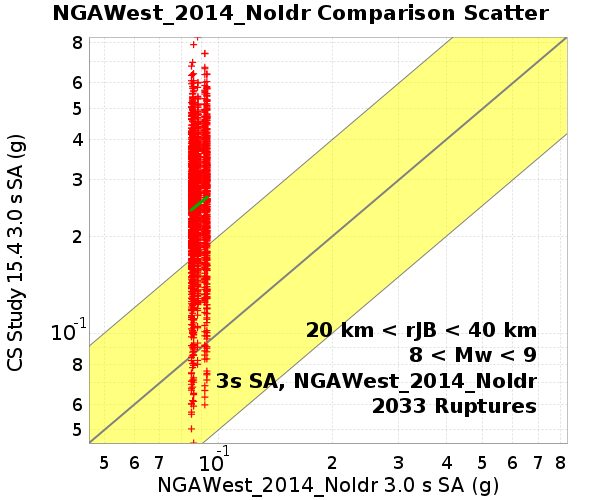 NGAWest_2014_NoIdr Comparison Scatter
CS Study 15.4 3.0 s SA (g)
8
6
5
4
3
2
10-1
8
6
5
20 km < rJB < 40 km
8 < Mw < 9
3s SA, NGAWest_2014_NoIdr
2033 Ruptures
5 6 7 10-1 2 3 4 5 6 7 8
NGAWest_2014_NoIdr 3.0 s SA (g)